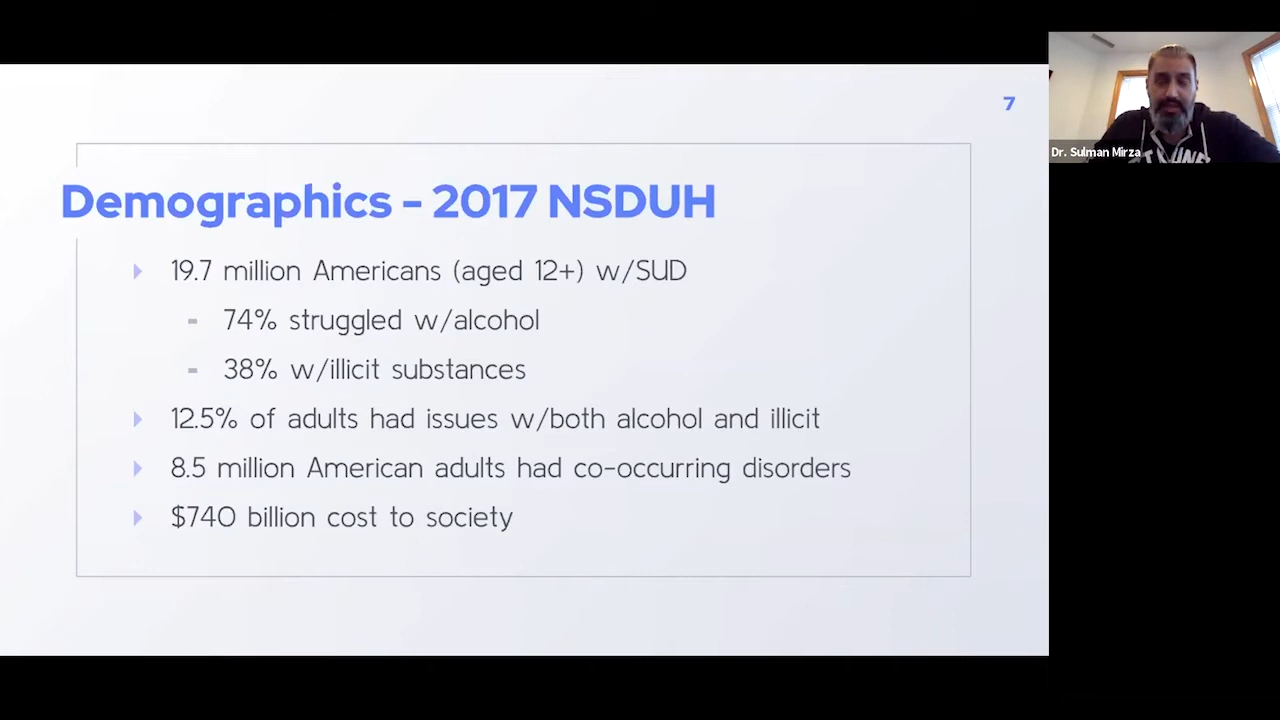 7
Demographics – 2017 NSDUH
19.7 million Americans (aged 12+) w/SUD
74% struggled w/alcohol
38% w/illicit substances
12.5% of adults had issues w/both alcohol and illicit
8.5 million American adults had co-occurring disorders
$740 billion cost to society
Dr. Sulman Mirza